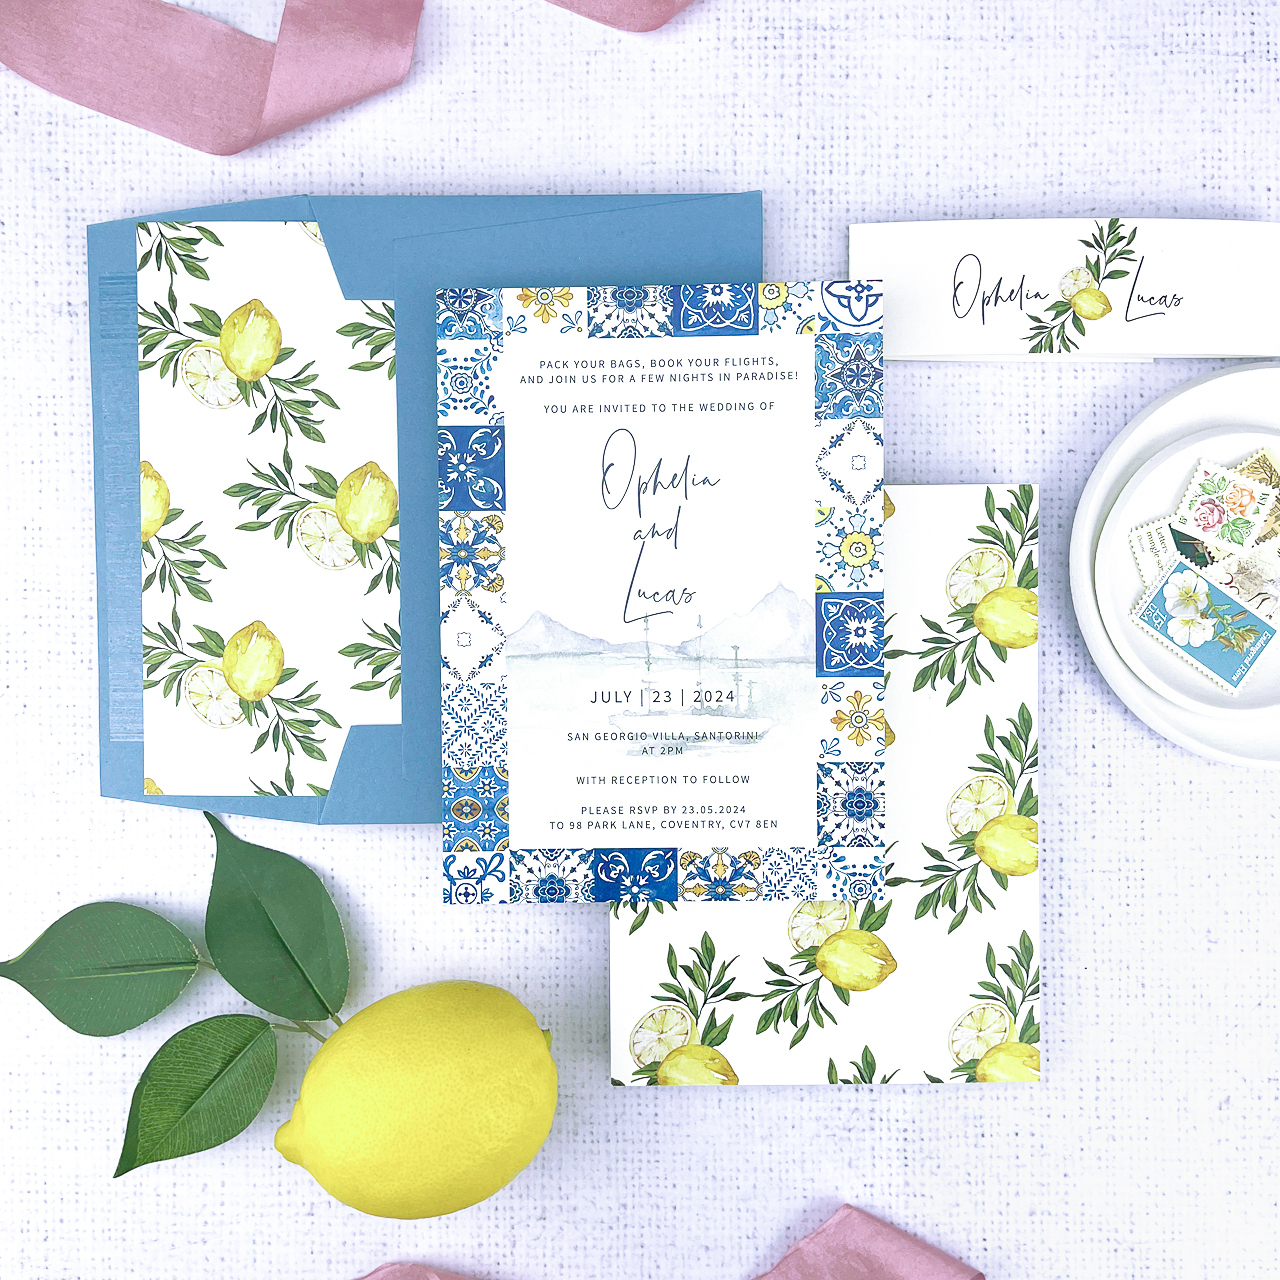 PACK YOUR BAGS, BOOK YOUR FLIGHTS,
AND JOIN US FOR A FEW NIGHTS IN PARADISE!
YOU ARE INVITED TO THE WEDDING OF
Ophelia
and
Lucas
JULY | 23 | 2024
SAN GEORGIO VILLA, SANTORINI
AT 2PM
WITH RECEPTION TO FOLLOW
PLEASE RSVP BY 23.05.2024
TO 98 PARK LANE, COVENTRY, CV7 8EN
Ophelia Lucas
Letters
mingle